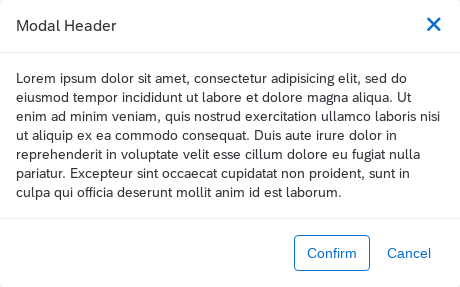 Modal Header
Lorem ipsum dolor sit amet, consectetur adipisicing elit, sed do
eiusmod tempor incididunt ut labore et dolore magna aliqua. Ut
enim ad minim veniam, quis nostrud exercitation ullamco laboris nisi
ut aliquip ex ea commodo consequat. Duis aute irure dolor in
reprehenderit in voluptate velit esse cillum dolore eu fugiat nulla
pariatur. Excepteur sint occaecat cupidatat non proident, sunt in
culpa qui officia deserunt mollit anim id est laborum.
Confirm
Cancel